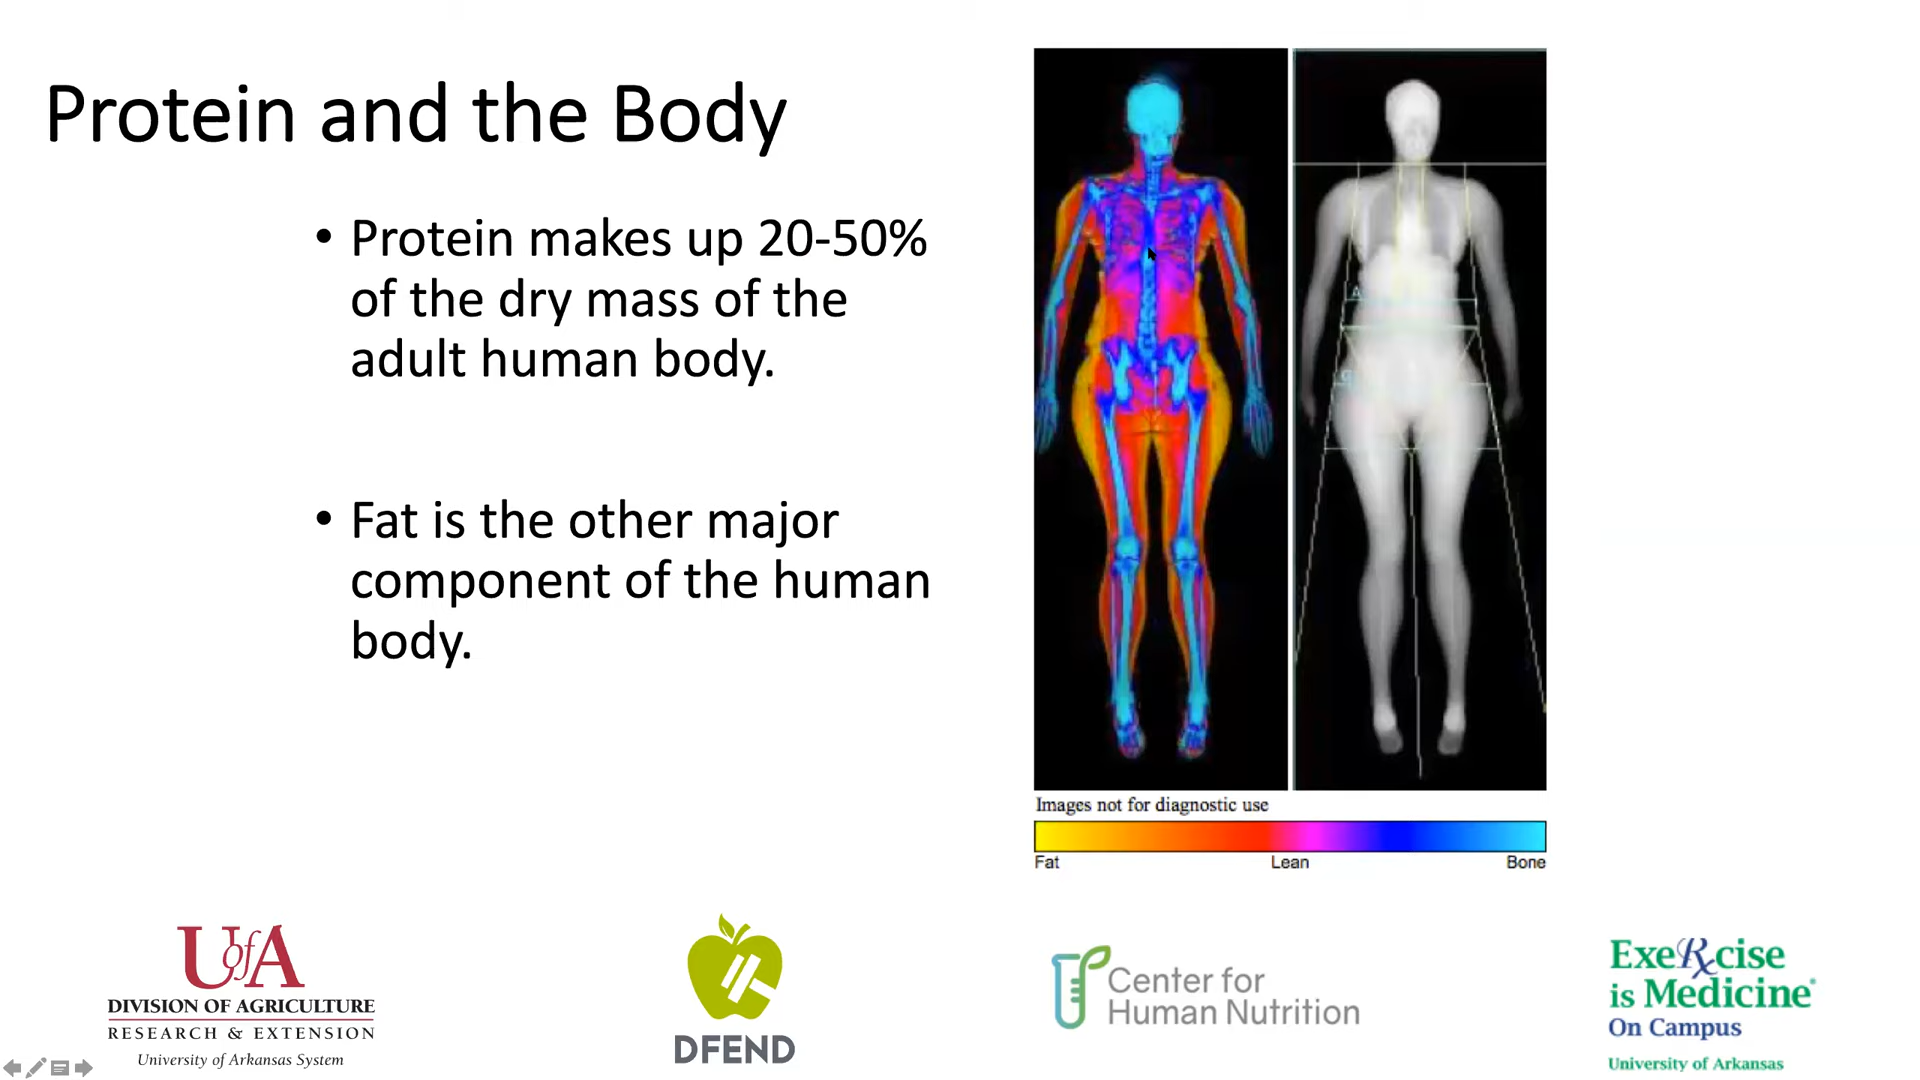 Protein and the Body
• Protein makes up 20-50%
of the dry mass of the
adult human body.
• Fat is the other major
component of the human
body.
A
G
Images not for diagnostic use
Fat Lean Bone
UofA
DIVISION OF AGRICULTURE
RESEARCH & EXTENSION
University of Arkansas System
DFEND
Center for
Human Nutrition
ExeRxcise
is Medicine®
On Campus
University of Arkansas